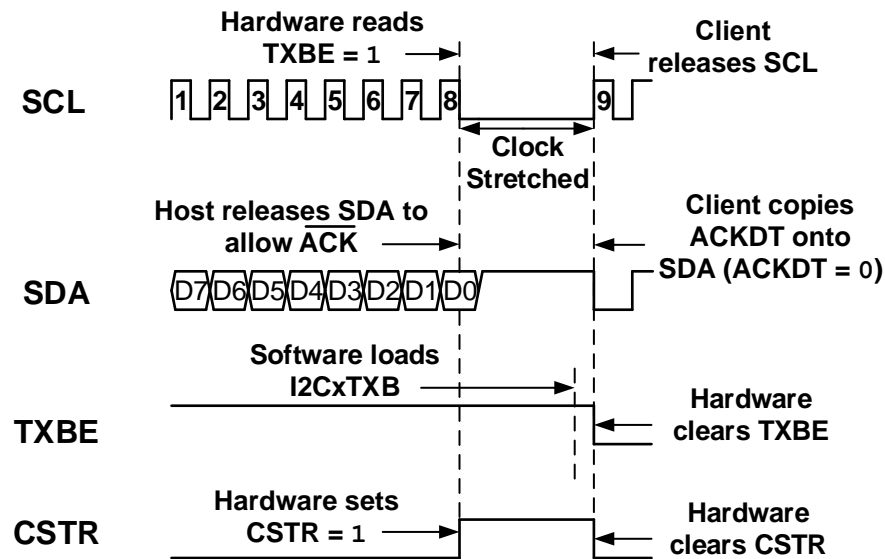 Hardware reads
TXBE = 1
Client
releases SCL
SCL
1 2 3 4 5 6 7 8 9
Clock
Stretched
Host releases SDA to
allow ACK
Client copies
ACKDT onto
SDA (ACKDT = 0)
SDA
D7 D6 D5 D4 D3 D2 D1 D0
Software loads
I2CxTXB
TXBE
Hardware
clears TXBE
Hardware sets
CSTR = 1
CSTR
Hardware
clears CSTR